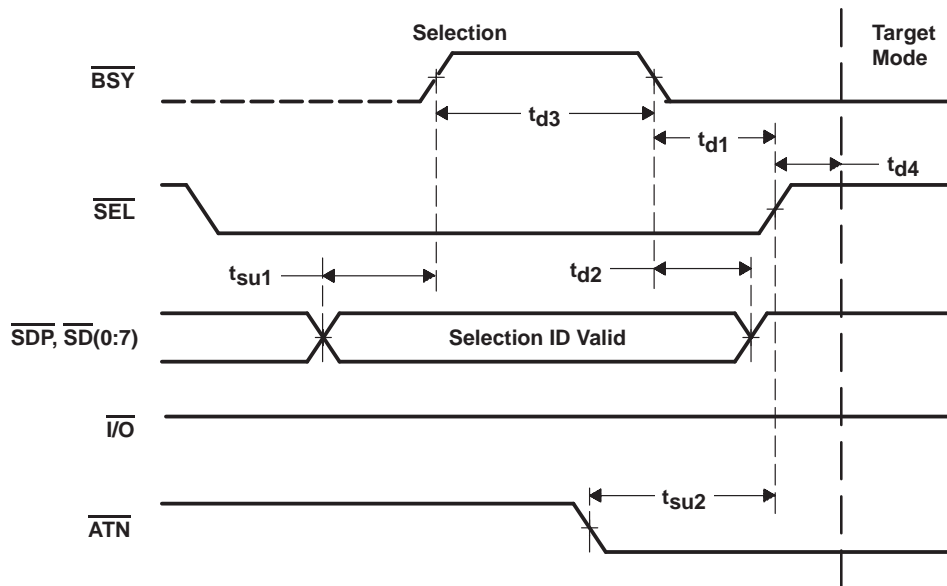 Selection
Target
Mode
BSY
td3
td1
td4
SEL
tsu1
td2
SDP, SD(0:7)
Selection ID Valid
I/O
tsu2
ATN